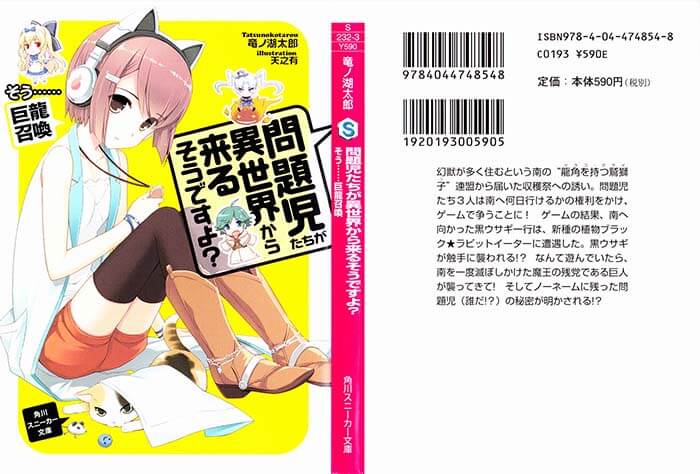 Tatsunokotarou
竜ノ湖太郎
illustration
天之有
そう……
巨龍
召喚
問題児たちが
異世界から
来る
そうですよ?
角川
スニーカー
文庫
S
232-3
Y590
竜ノ湖太郎
S
問題児たちが異世界から来るそうですよ?
そう……巨龍召喚
角川スニーカー文庫
ISBN978-4-04-474854-8
C0193 ¥590E
定価:本体590円(税別)
9784044748548
1920193005905
幻獣が多く住むという南の“龍角を持つ鷲獅
子”連盟から届いた収穫祭への誘い。問題児
たち3人は南へ何日行けるかの権利をかけ、
ゲームで争うことに! ゲームの結果、南へ
向かった黒ウサギ一行は、新種の植物ブラック
★ラビットイーターに遭遇した。黒ウサギ
が触手に襲われる!? なんて遊んでいたら、
南を一度滅ぼしかけた魔王の残党である巨人
が襲ってきて! そしてノーネームに残った問
題児(誰だ!?)の秘密が明かされる!?